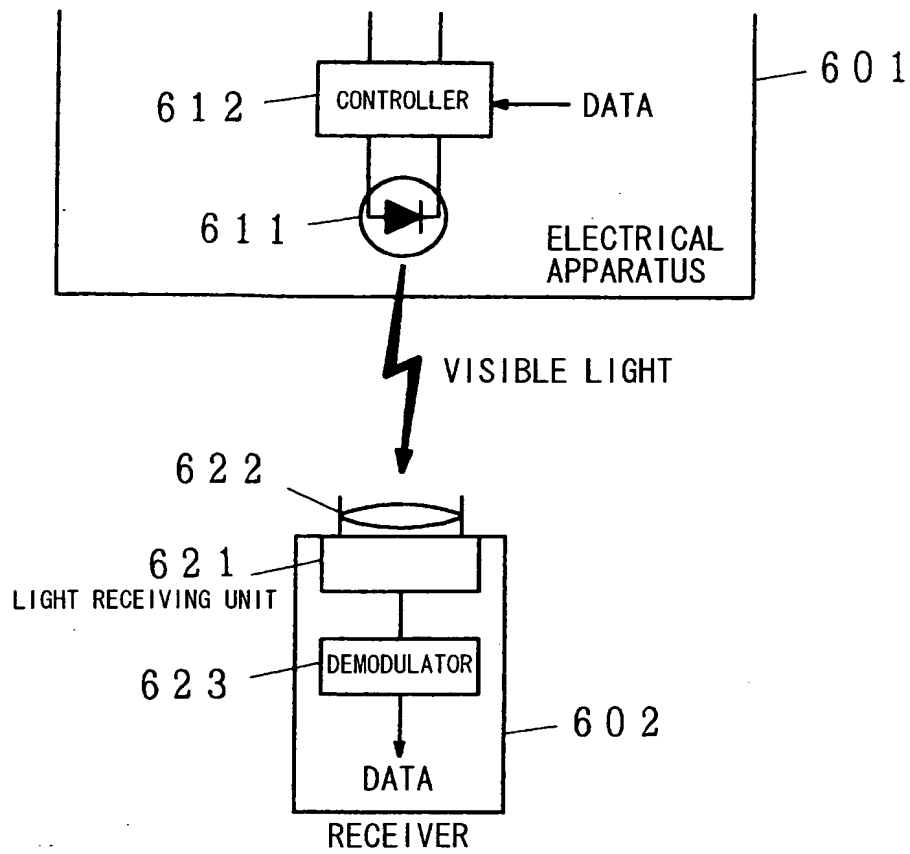 601
612
CONTROLLER
DATA
611
ELECTRICAL
APPARATUS
VISIBLE LIGHT
622
621
LIGHT RECEIVING UNIT
623
DEMODULATOR
602
DATA
RECEIVER